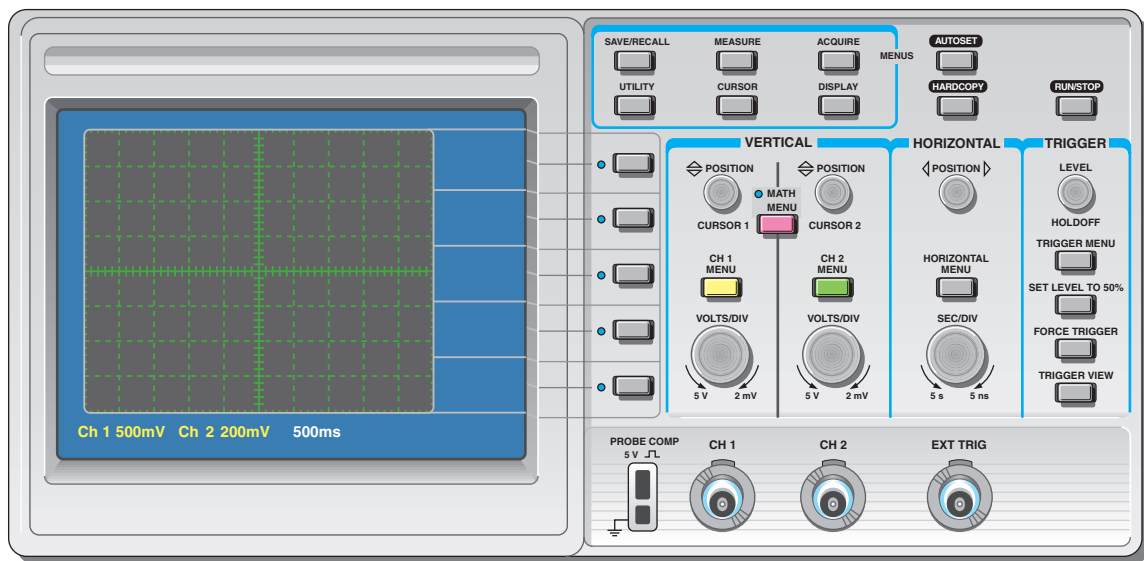 SAVE/RECALL MEASURE ACQUIRE MENUS AUTOSET
UTILITY CURSOR DISPLAY HARDCOPY RUN/STOP
VERTICAL HORIZONTAL TRIGGER
POSITION POSITION POSITION LEVEL
MATH
MENU
CURSOR 1 CURSOR 2 HOLDOFF
TRIGGER MENU
CH 1
MENU
CH 2
MENU
HORIZONTAL
MENU
SET LEVEL TO 50%
VOLTS/DIV VOLTS/DIV SEC/DIV
FORCE TRIGGER
TRIGGER VIEW
5 V 2 mV 5 V 2 mV 5 s 5 ns
Ch 1 500mV Ch 2 200mV 500ms
PROBE COMP
5 V
CH 1 CH 2 EXT TRIG